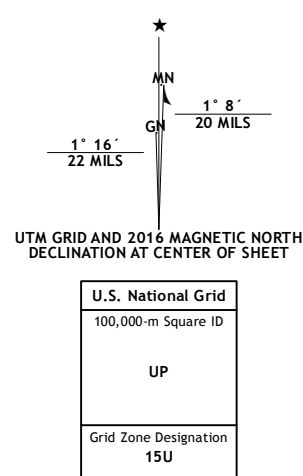 ★
MN
1° 8´
20 MILS
GN
1° 16´
22 MILS
UTM GRID AND 2016 MAGNETIC NORTH
DECLINATION AT CENTER OF SHEET
U.S. National Grid
100,000-m Square ID
UP
Grid Zone Designation
15U